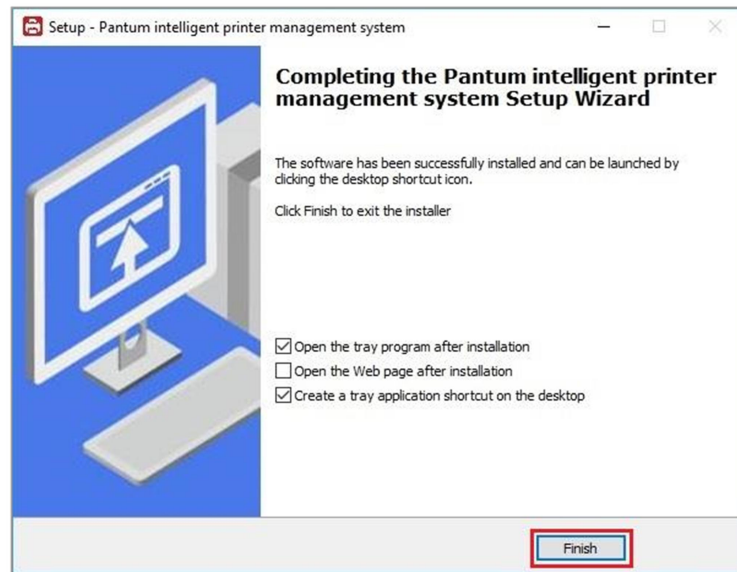 Setup - Pantum intelligent printer management system
Completing the Pantum intelligent printer
management system Setup Wizard
The software has been successfully installed and can be launched by
clicking the desktop shortcut icon.
Click Finish to exit the installer
Open the tray program after installation
Open the Web page after installation
Create a tray application shortcut on the desktop
Finish